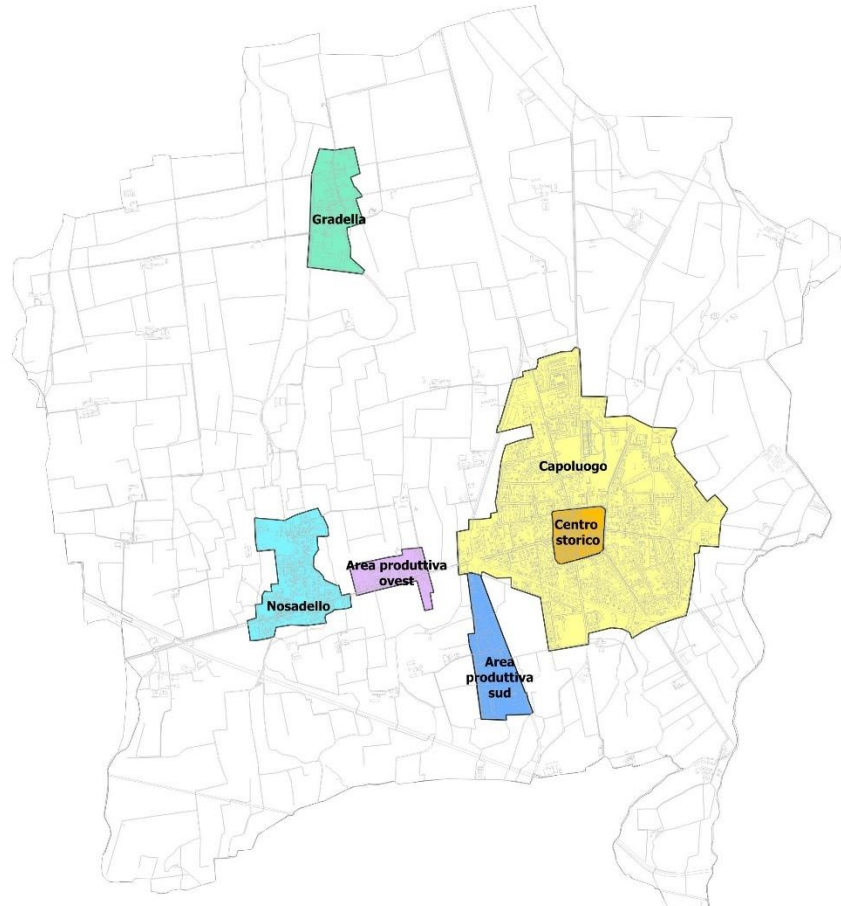 Gradella
Capoluogo
Centro
storico
Area produttiva
ovest
Nosadello
Area
produttiva
sud